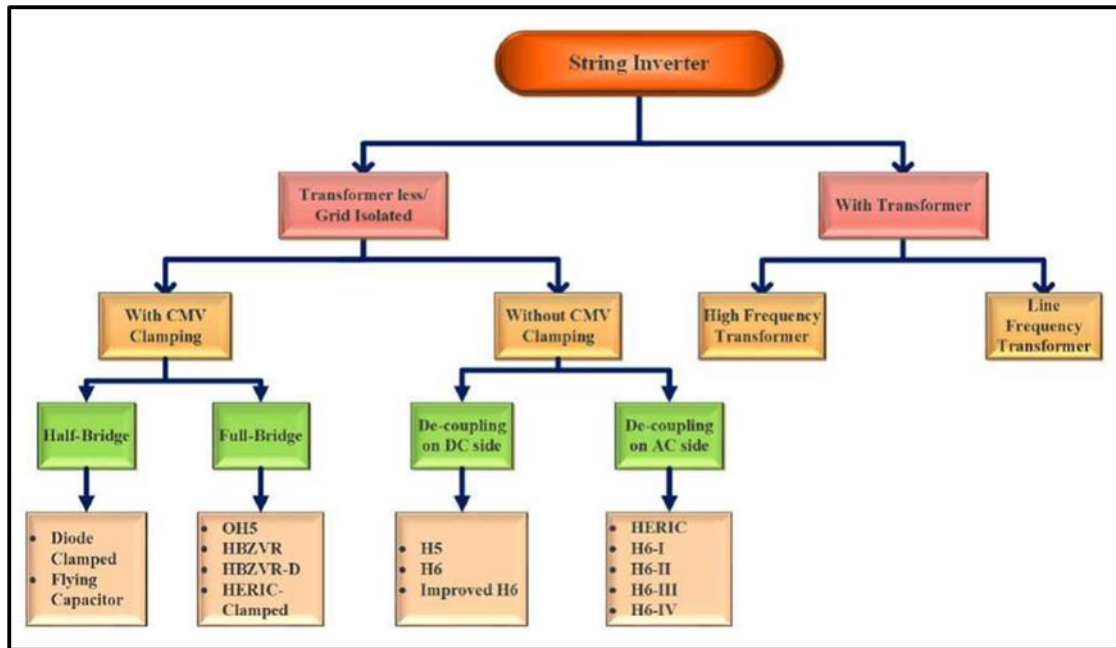 String Inverter
Transformer less/
Grid Isolated
With Transformer
With CMV
Clamping
Without CMV
Clamping
High Frequency
Transformer
Line
Frequency
Transformer
Half-Bridge
Full-Bridge
De-coupling
on DC side
De-coupling
on AC side
• Diode
Clamped
• Flying
Capacitor
• OH5
• HBZVR
• HBZVR-D
• HERIC-
Clamped
• H5
• H6
• Improved H6
• HERIC
• H6-I
• H6-II
• H6-III
• H6-IV